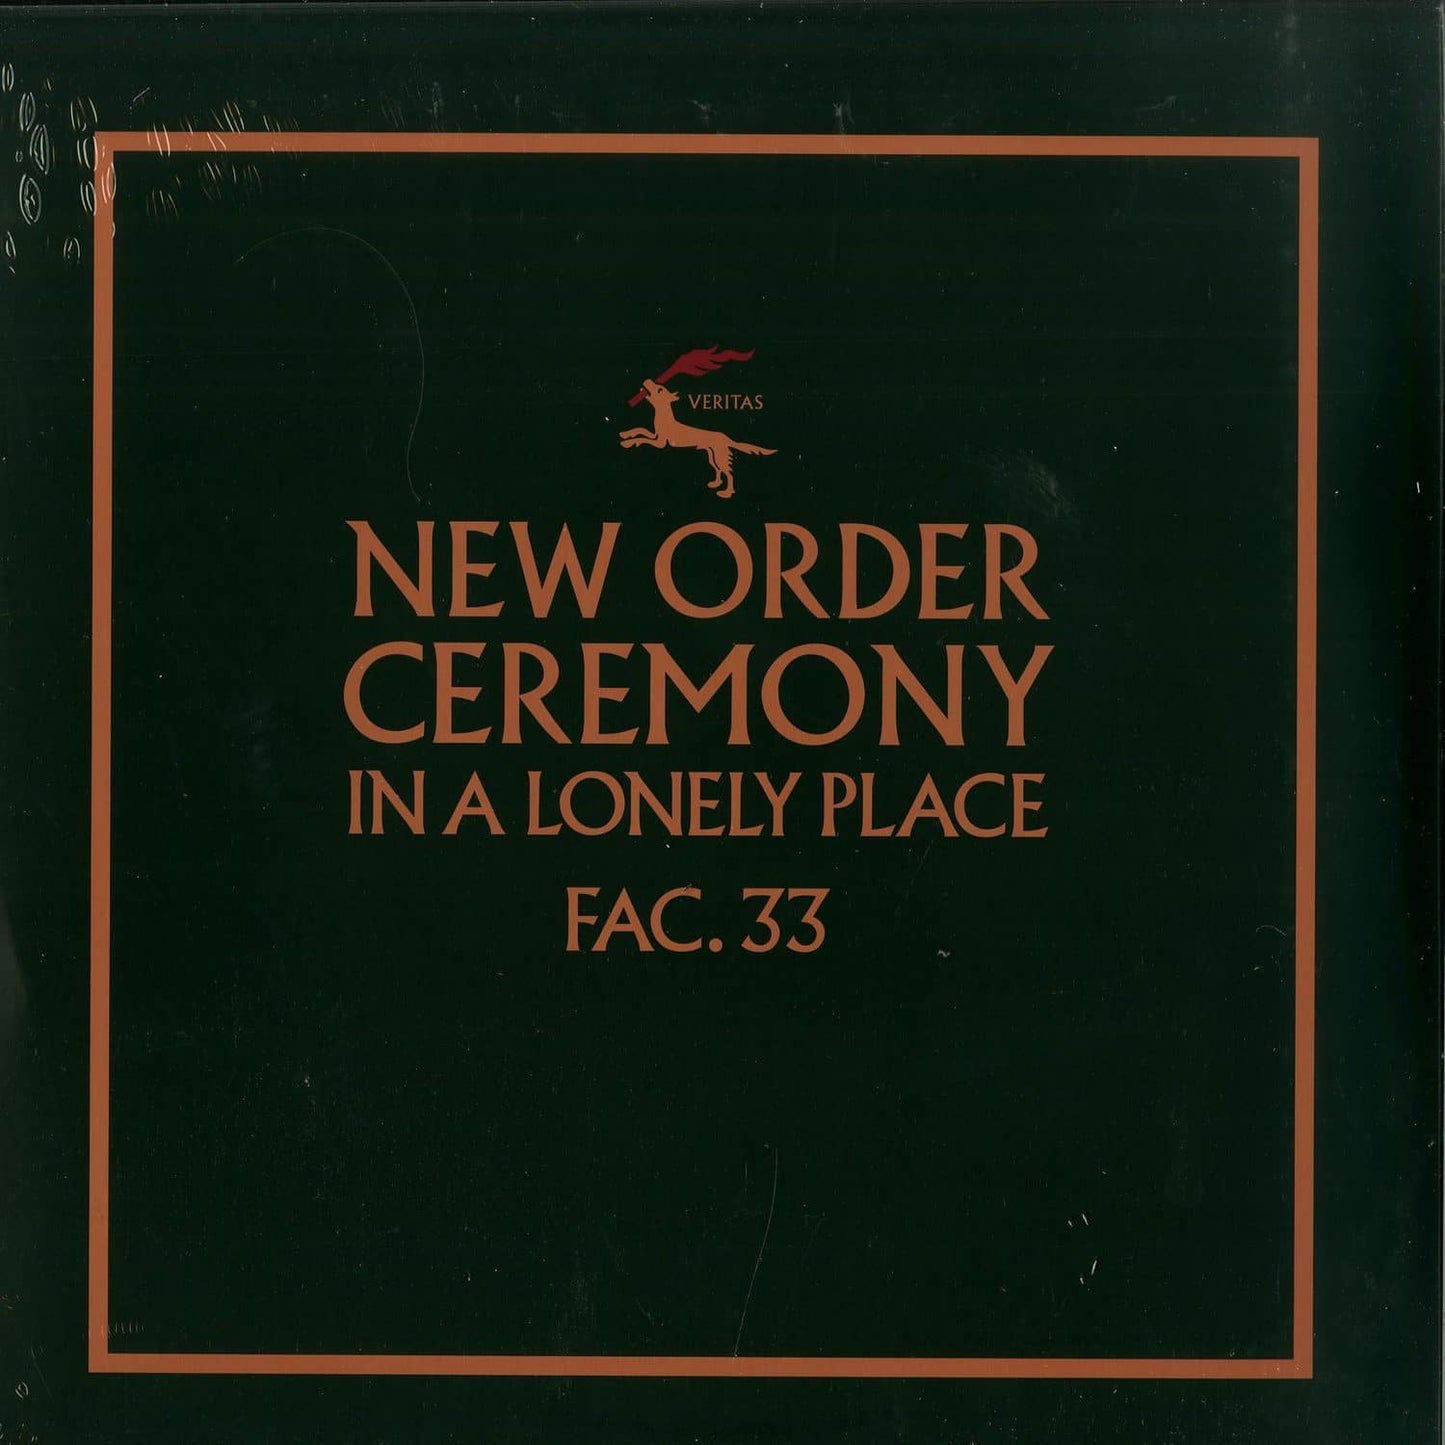 VERITAS
NEW ORDER
CEREMONY
IN A LONELY PLACE
FAC. 33